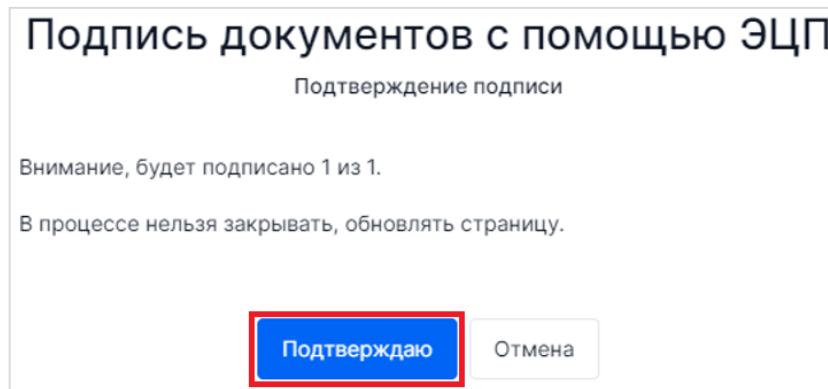 Подпись документов с помощью ЭЦП
Подтверждение подписи
Внимание, будет подписано 1 из 1.
В процессе нельзя закрывать, обновлять страницу.
Подтверждаю Отмена